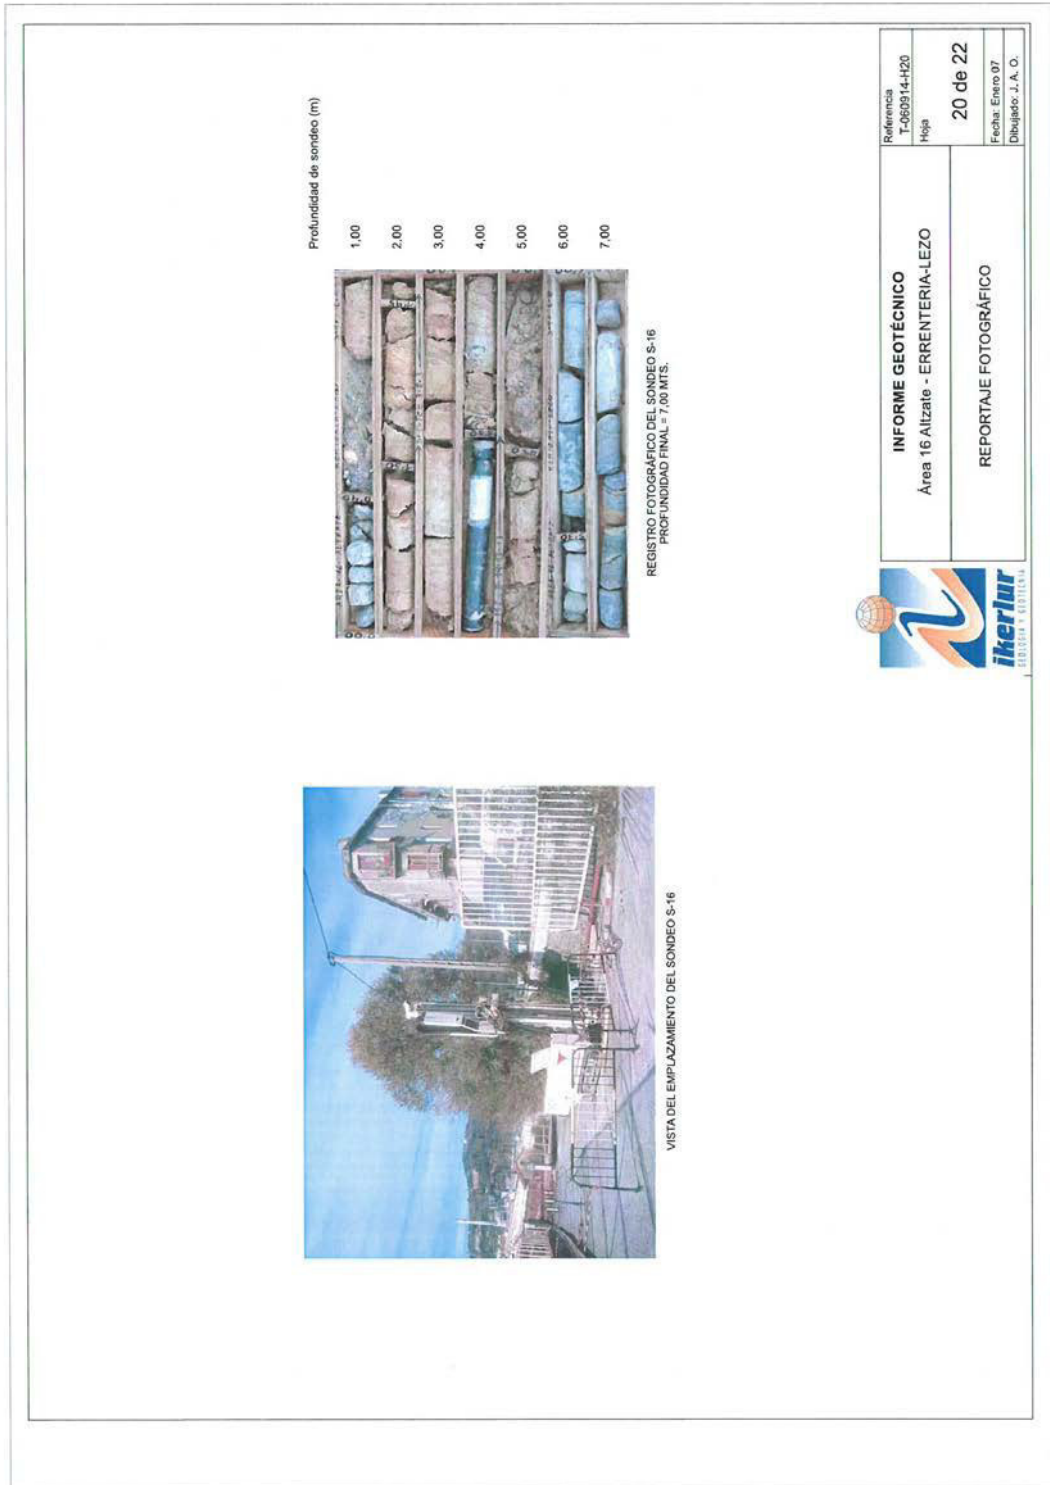 Profundidad de sondeo (m)
1,00
2,00
3,00
4,00
5,00
6,00
7,00
VISTA DEL EMPLAZAMIENTO DEL SONDEO S-16
REGISTRO FOTOGRÁFICO DEL SONDEO S-16
PROFUNDIDAD FINAL = 7,00 MTS.
ikerlur
GEOLOGIA Y GEOTECNIA
INFORME GEOTÉCNICO
Área 16 Altzate - ERRENTERIA-LEZO
REPORTAJE FOTOGRÁFICO
Referencia
T-060914-H20
Hoja
20 de 22
Fecha: Enero 07
Dibujado: J. A. O.